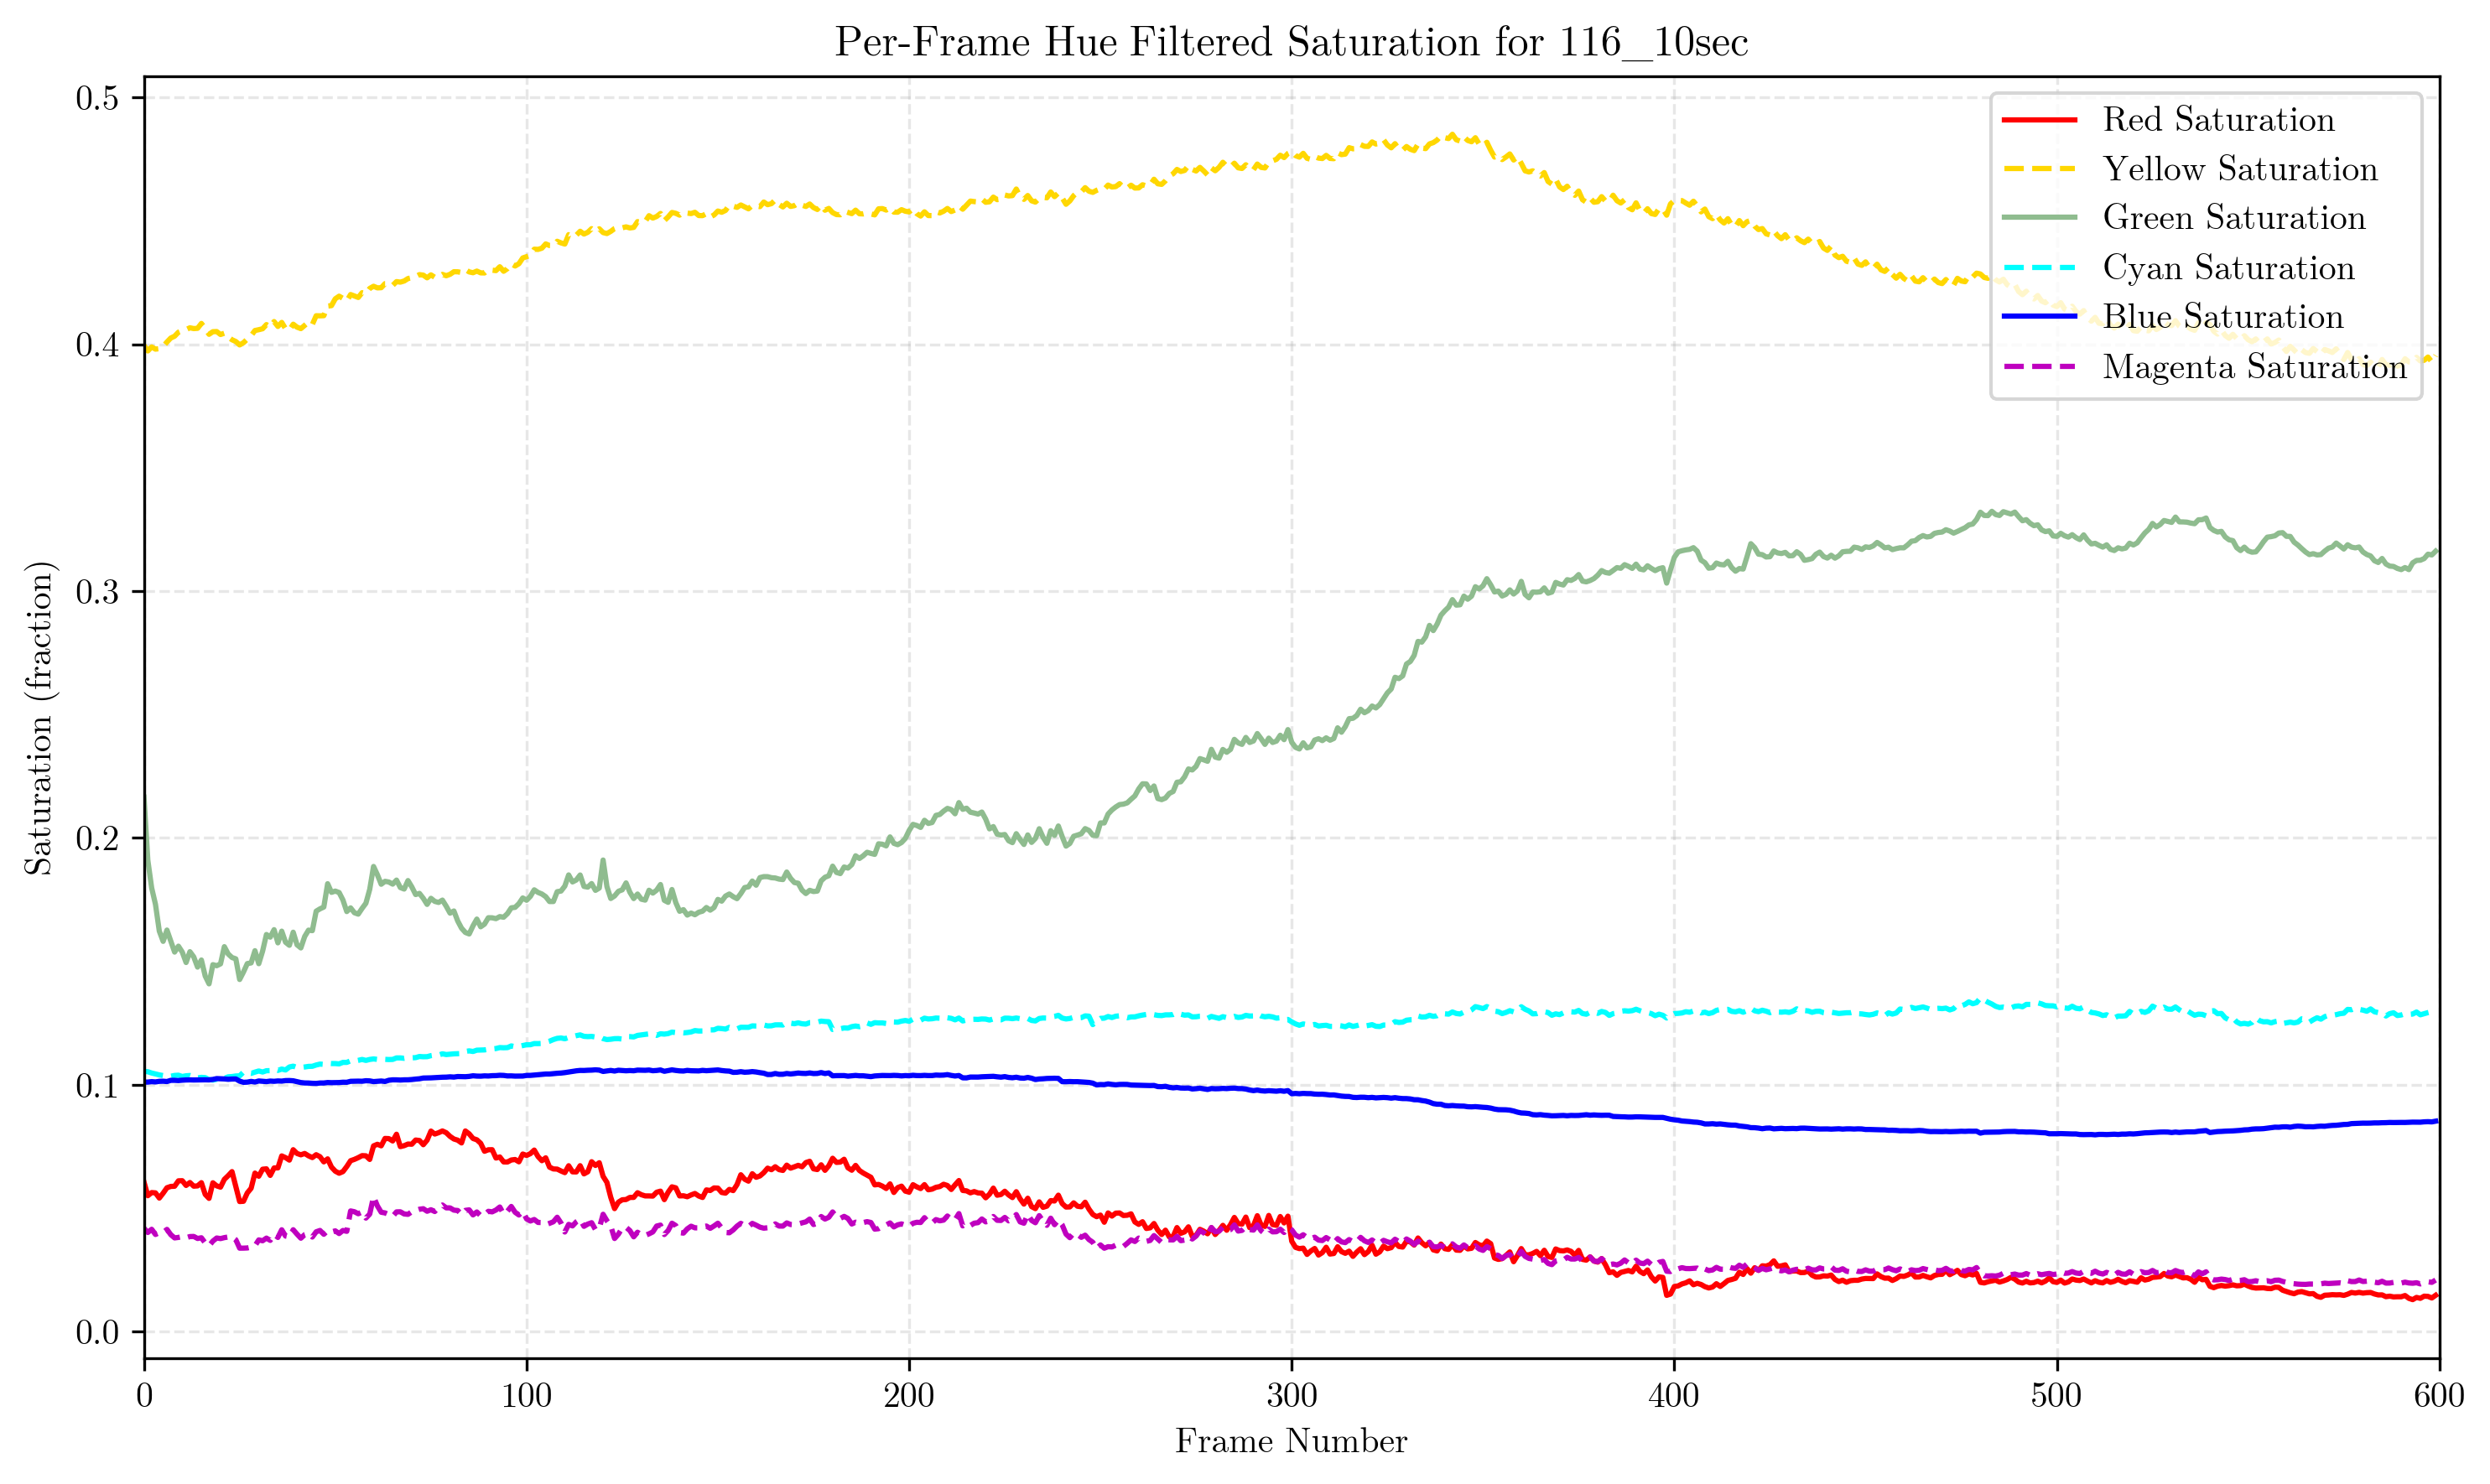 Per-Frame Hue Filtered Saturation for 116_10sec
Red Saturation
Yellow Saturation
Green Saturation
Cyan Saturation
Blue Saturation
Magenta Saturation
Saturation (fraction)
0.5
0.4
0.3
0.2
0.1
0.0
0 100 200 300 400 500 600
Frame Number